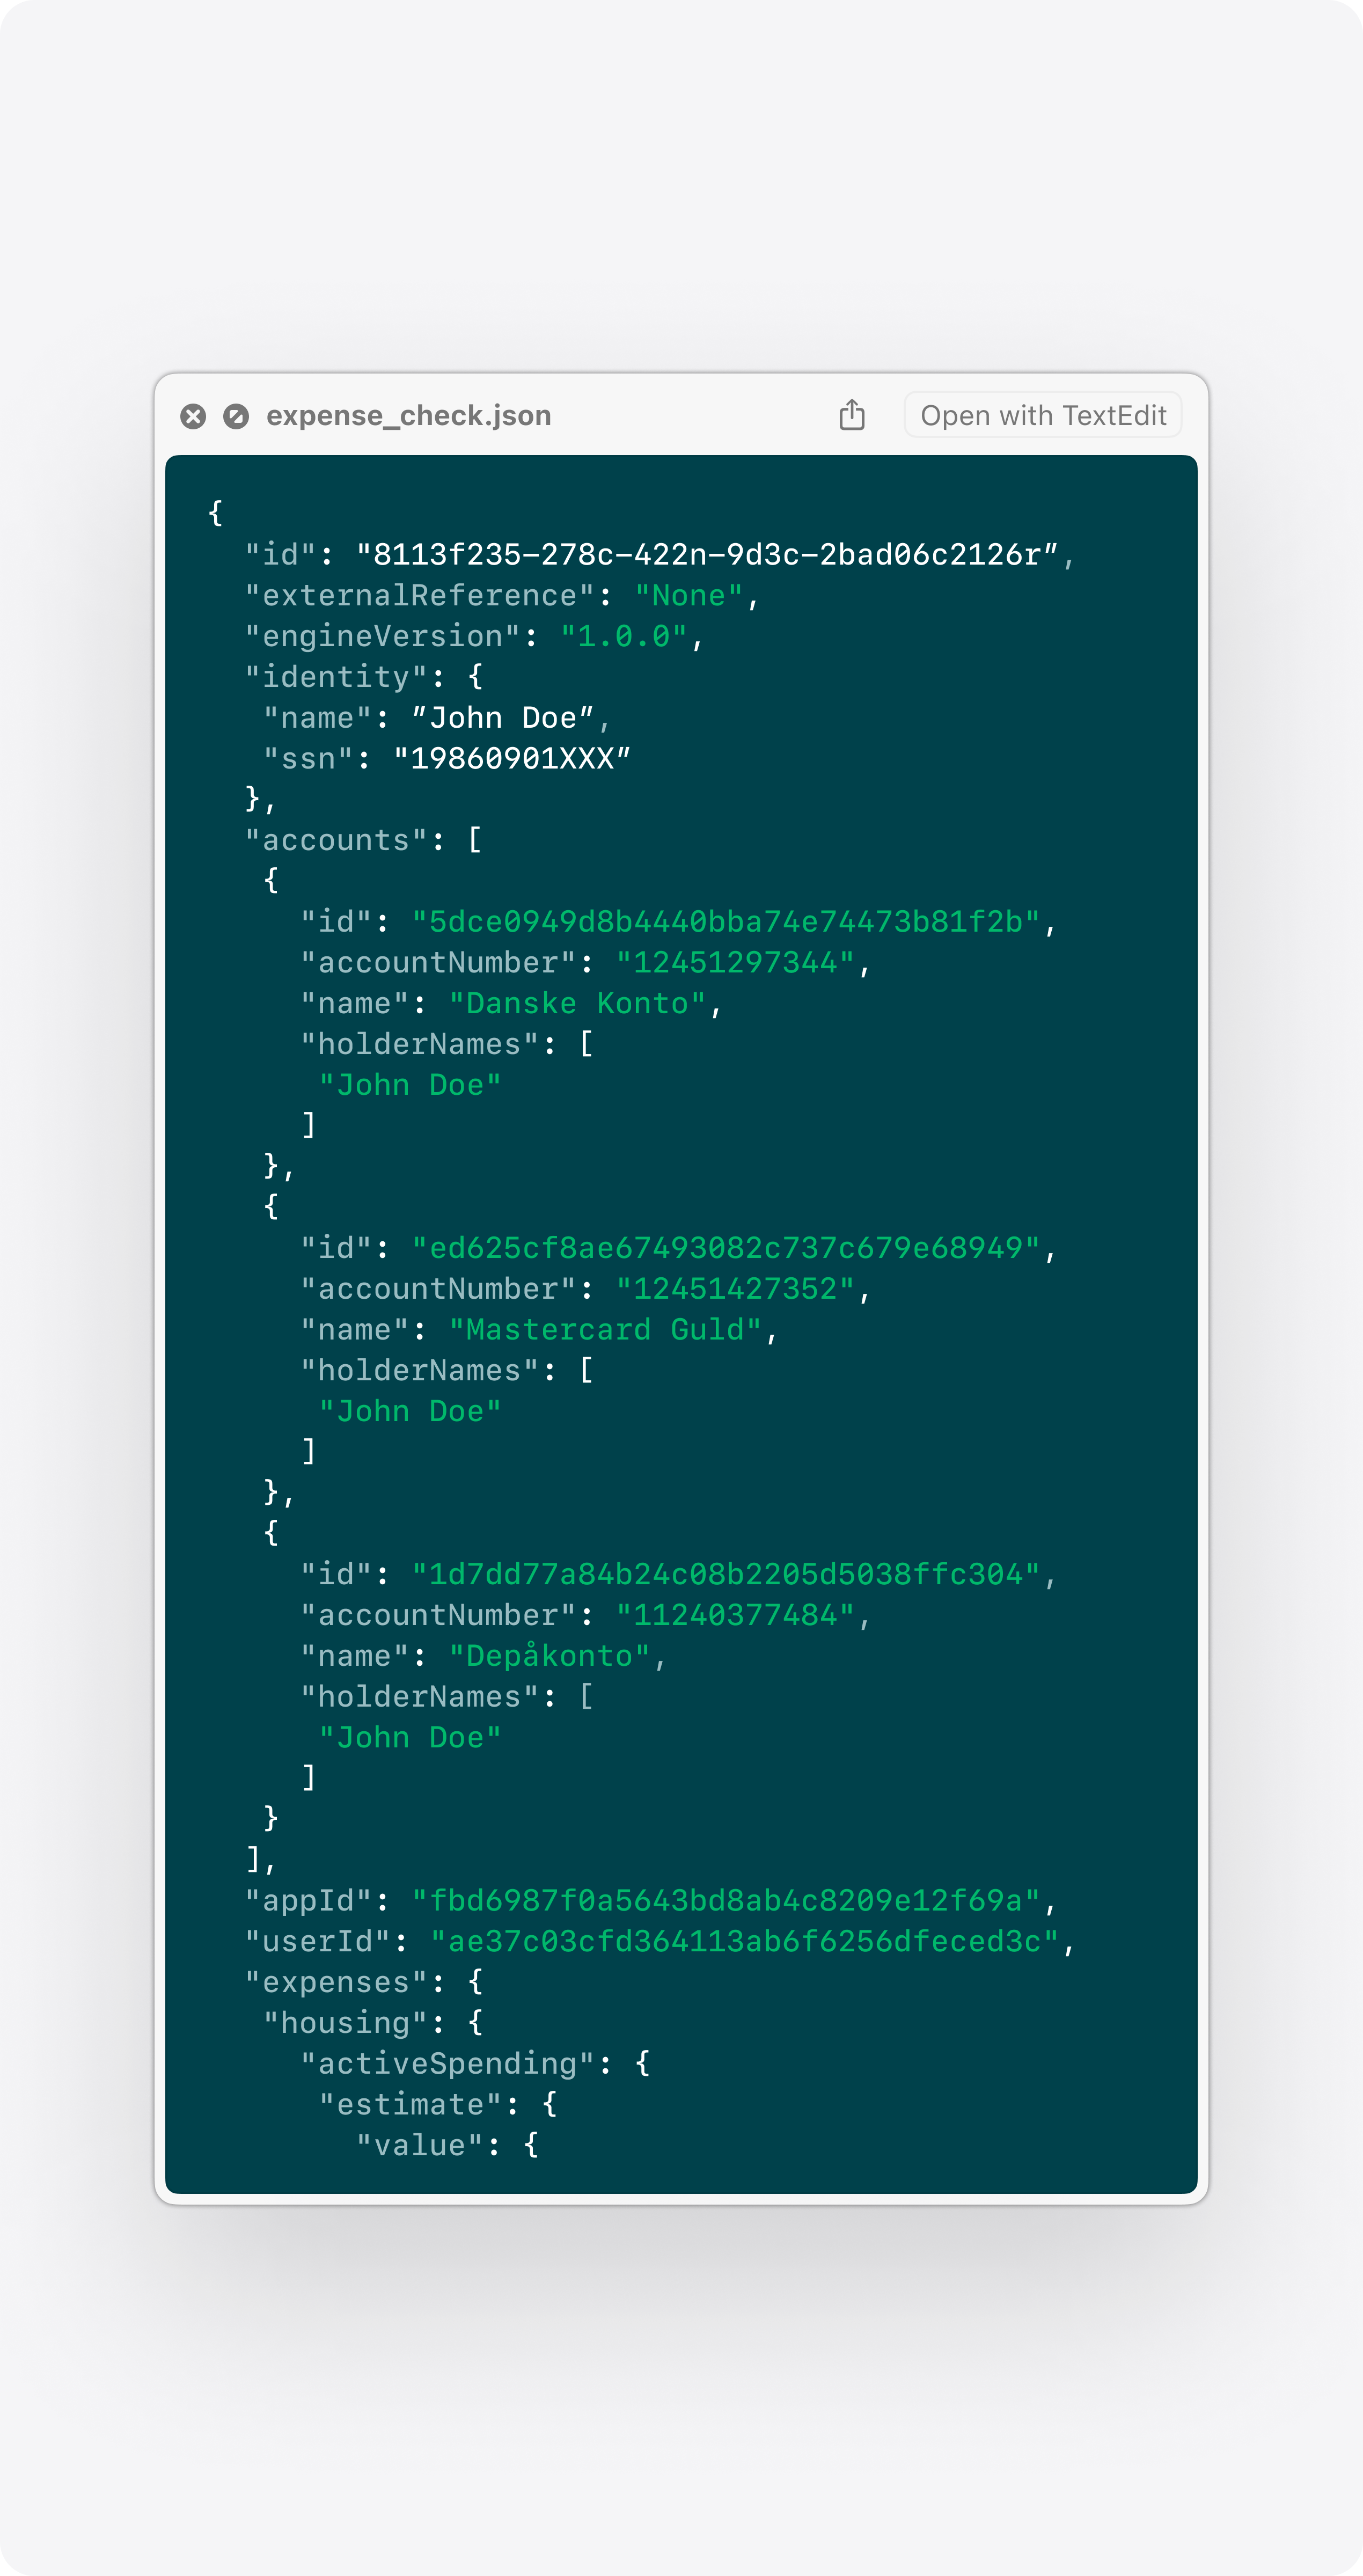 expense_check.json
Open with TextEdit
{
"id": "8113f235–278c–422n–9d3c–2bad06c2126r”,
"externalReference": "None",
"engineVersion": "1.0.0",
"identity": {
"name": ”John Doe”,
"ssn": "19860901XXX”
},
"accounts": [
{
"id": "5dce0949d8b4440bba74e74473b81f2b",
"accountNumber": "12451297344",
"name": "Danske Konto",
"holderNames": [
"John Doe"
]
},
{
"id": "ed625cf8ae67493082c737c679e68949",
"accountNumber": "12451427352",
"name": "Mastercard Guld",
"holderNames": [
"John Doe"
]
},
{
"id": "1d7dd77a84b24c08b2205d5038ffc304",
"accountNumber": "11240377484",
"name": "Depåkonto",
"holderNames": [
"John Doe"
]
}
],
"appId": "fbd6987f0a5643bd8ab4c8209e12f69a",
"userId": "ae37c03cfd364113ab6f6256dfeced3c",
"expenses": {
"housing": {
"activeSpending": {
"estimate": {
"value": {